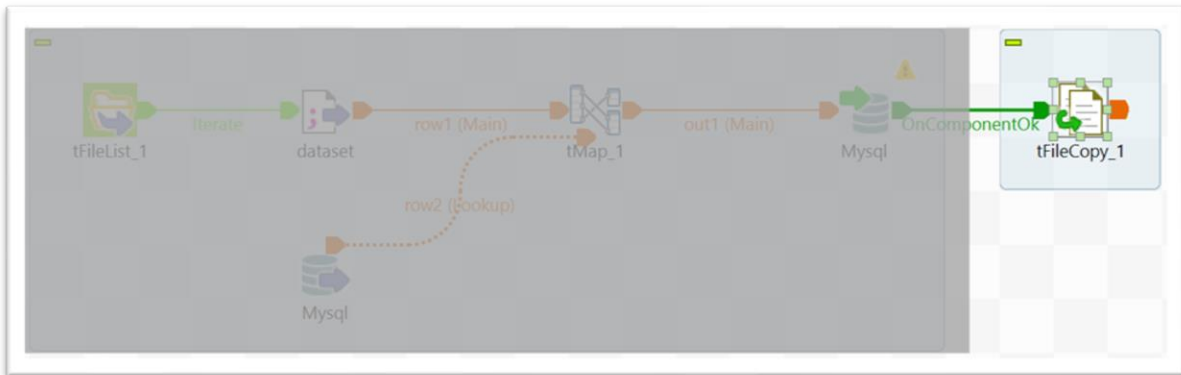 Iterate
row1 (Main)
out1 (Main)
OnComponentOk
tFileList_1
dataset
tMap_1
Mysql
tFileCopy_1
row2 (Lookup)
Mysql